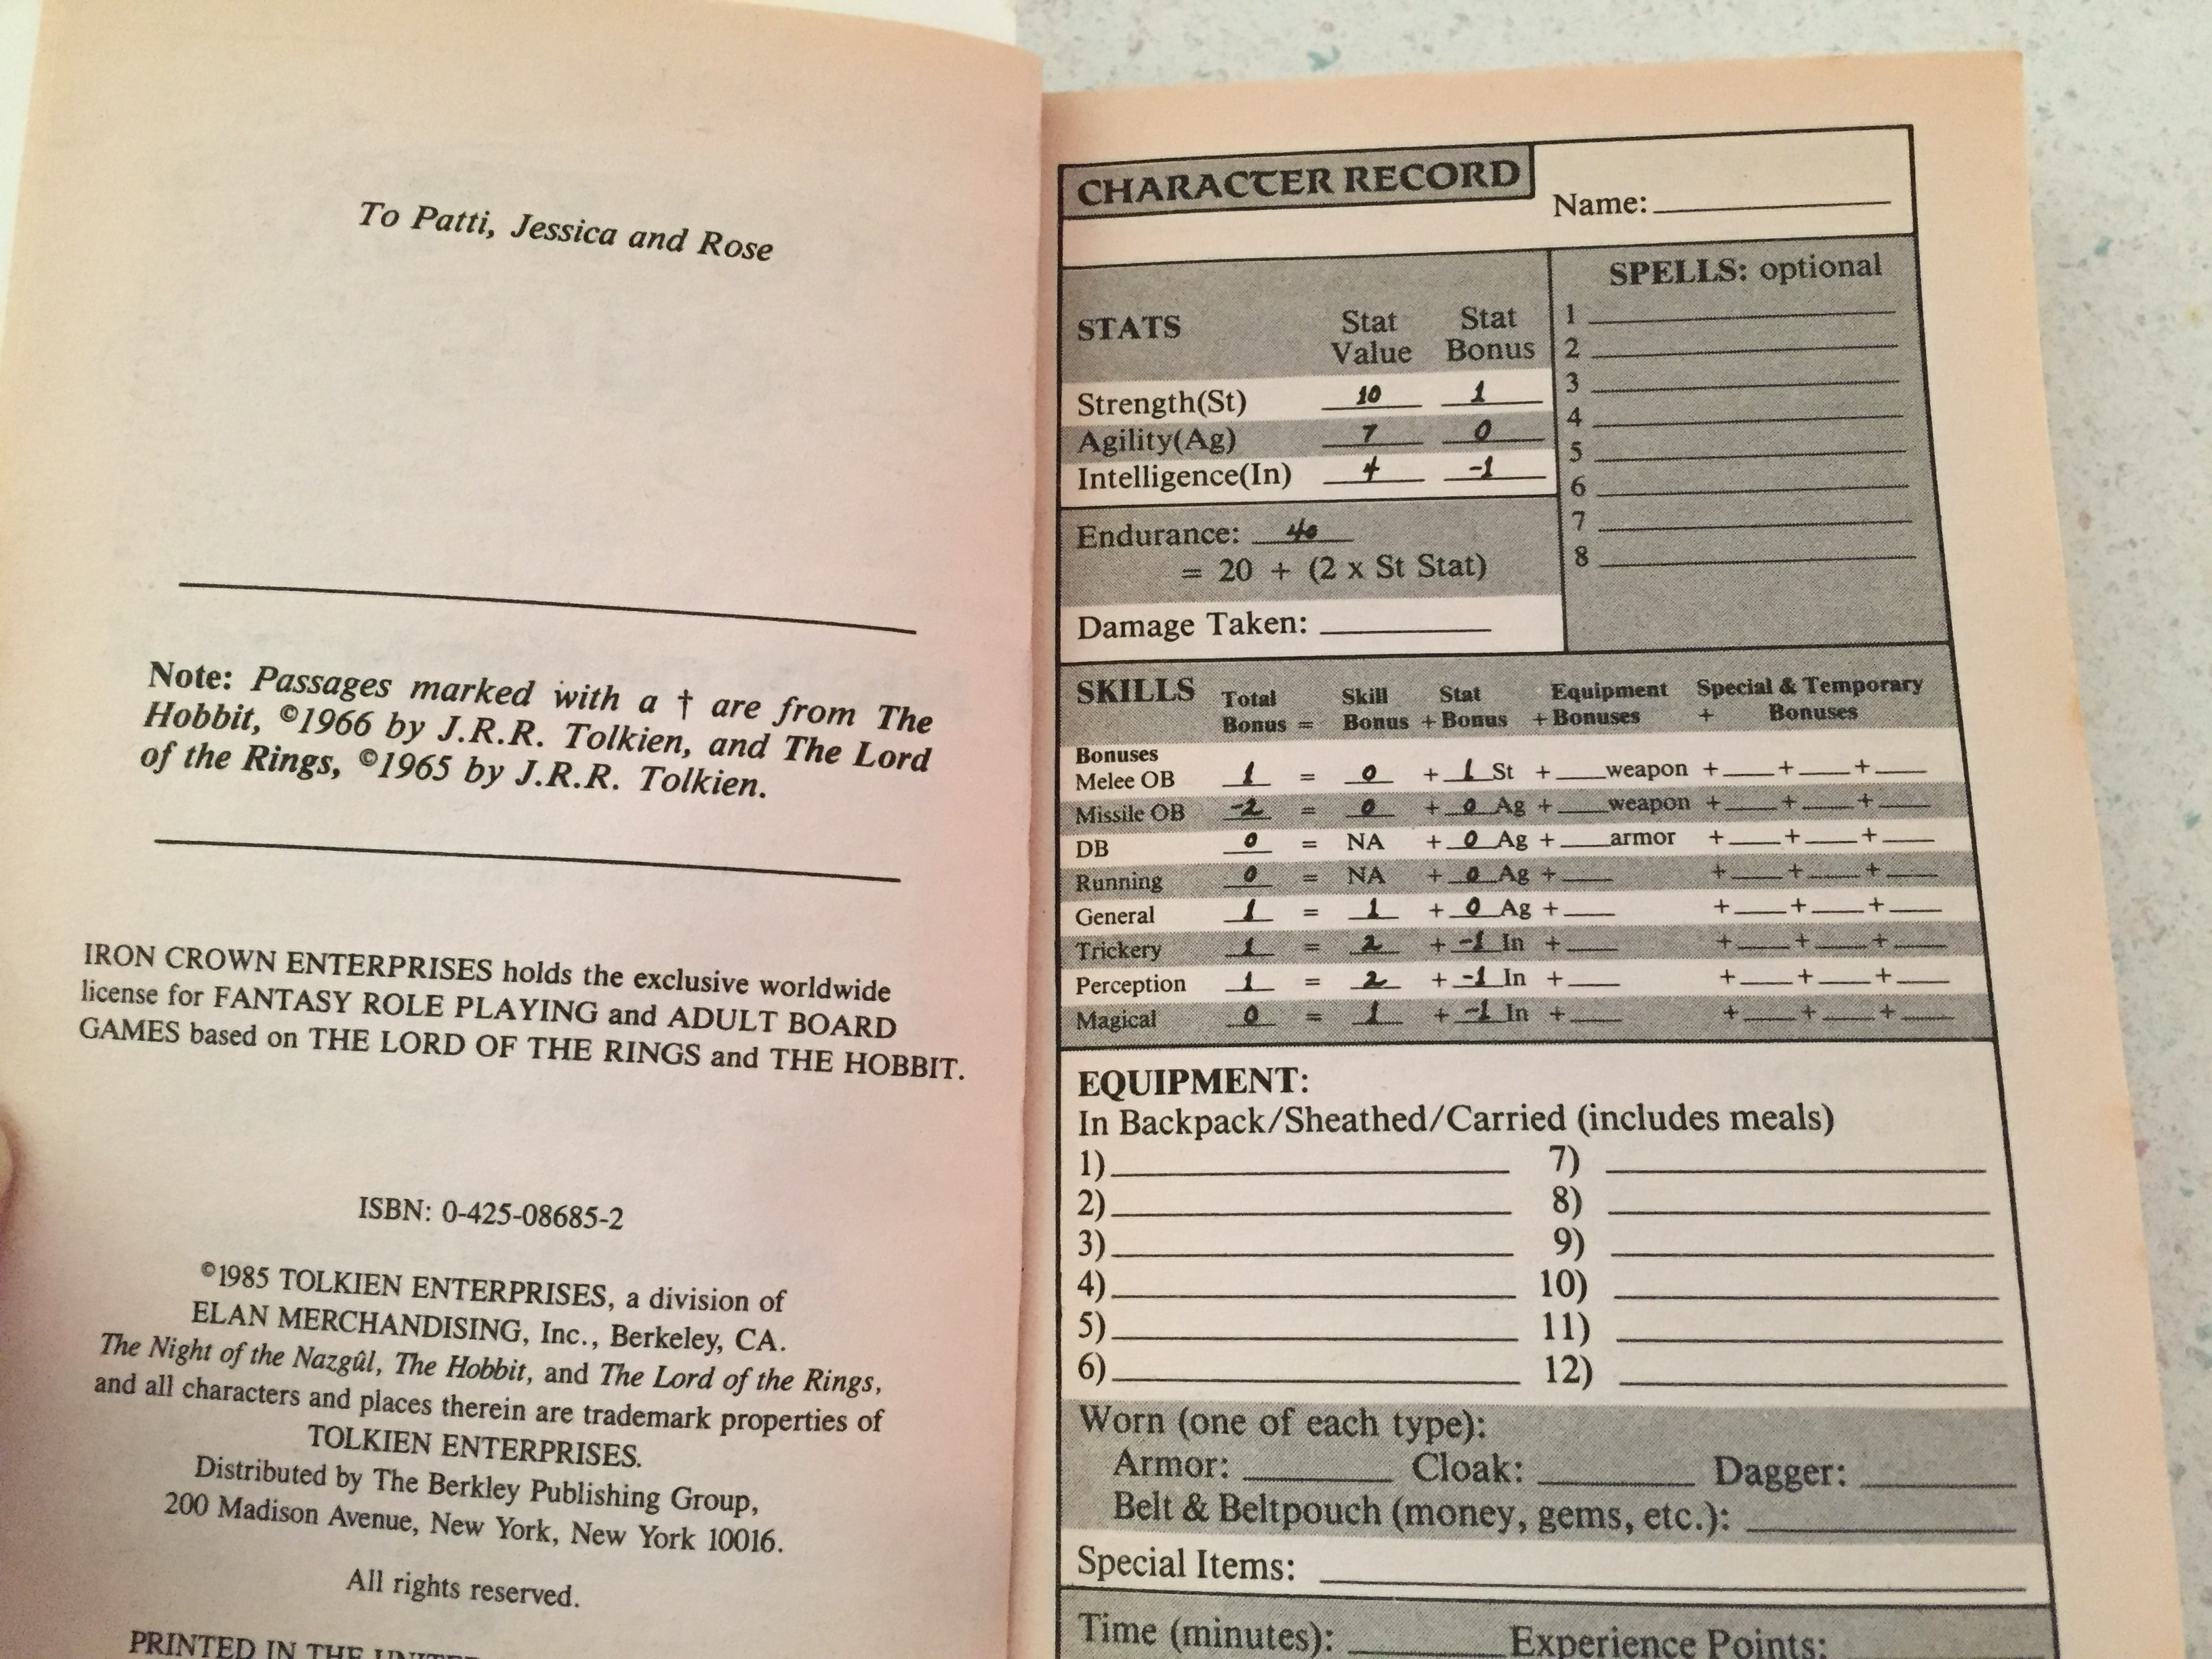 To Patti, Jessica and Rose
Note: Passages marked with a † are from The
Hobbit, ©1966 by J.R.R. Tolkien, and The Lord
of the Rings, ©1965 by J.R.R. Tolkien.
IRON CROWN ENTERPRISES holds the exclusive worldwide
license for FANTASY ROLE PLAYING and ADULT BOARD
GAMES based on THE LORD OF THE RINGS and THE HOBBIT.
ISBN: 0-425-08685-2
©1985 TOLKIEN ENTERPRISES, a division of
ELAN MERCHANDISING, Inc., Berkeley, CA.
The Night of the Nazgûl, The Hobbit, and The Lord of the Rings,
and all characters and places therein are trademark properties of
TOLKIEN ENTERPRISES.
Distributed by The Berkley Publishing Group,
200 Madison Avenue, New York, New York 10016.
All rights reserved.
PRINTED IN THE
CHARACTER RECORD
Name:
STATS Stat Value Stat Bonus
Strength(St) 10 1
Agility(Ag) 7 0
Intelligence(In) 4 -1
Endurance: 40
= 20 + (2 x St Stat)
Damage Taken:
SPELLS: optional
1
2
3
4
5
6
7
8
SKILLS Total Bonus = Skill Bonus + Stat Bonus + Equipment Bonuses + Special & Temporary Bonuses
Bonuses
Melee OB 1 = 0 + 1 St + weapon + + +
Missile OB -2 = 0 + 0 Ag + weapon + + +
DB 0 = NA + 0 Ag + armor + + +
Running 0 = NA + 0 Ag + + + +
General 1 = 1 + 0 Ag + + + +
Trickery 1 = 2 + -1 In + + + +
Perception 1 = 2 + -1 In + + + +
Magical 0 = 1 + -1 In + + + +
EQUIPMENT:
In Backpack/Sheathed/Carried (includes meals)
1) 7)
2) 8)
3) 9)
4) 10)
5) 11)
6) 12)
Worn (one of each type):
Armor: Cloak: Dagger:
Belt & Beltpouch (money, gems, etc.):
Special Items:
Time (minutes): Experience Points: